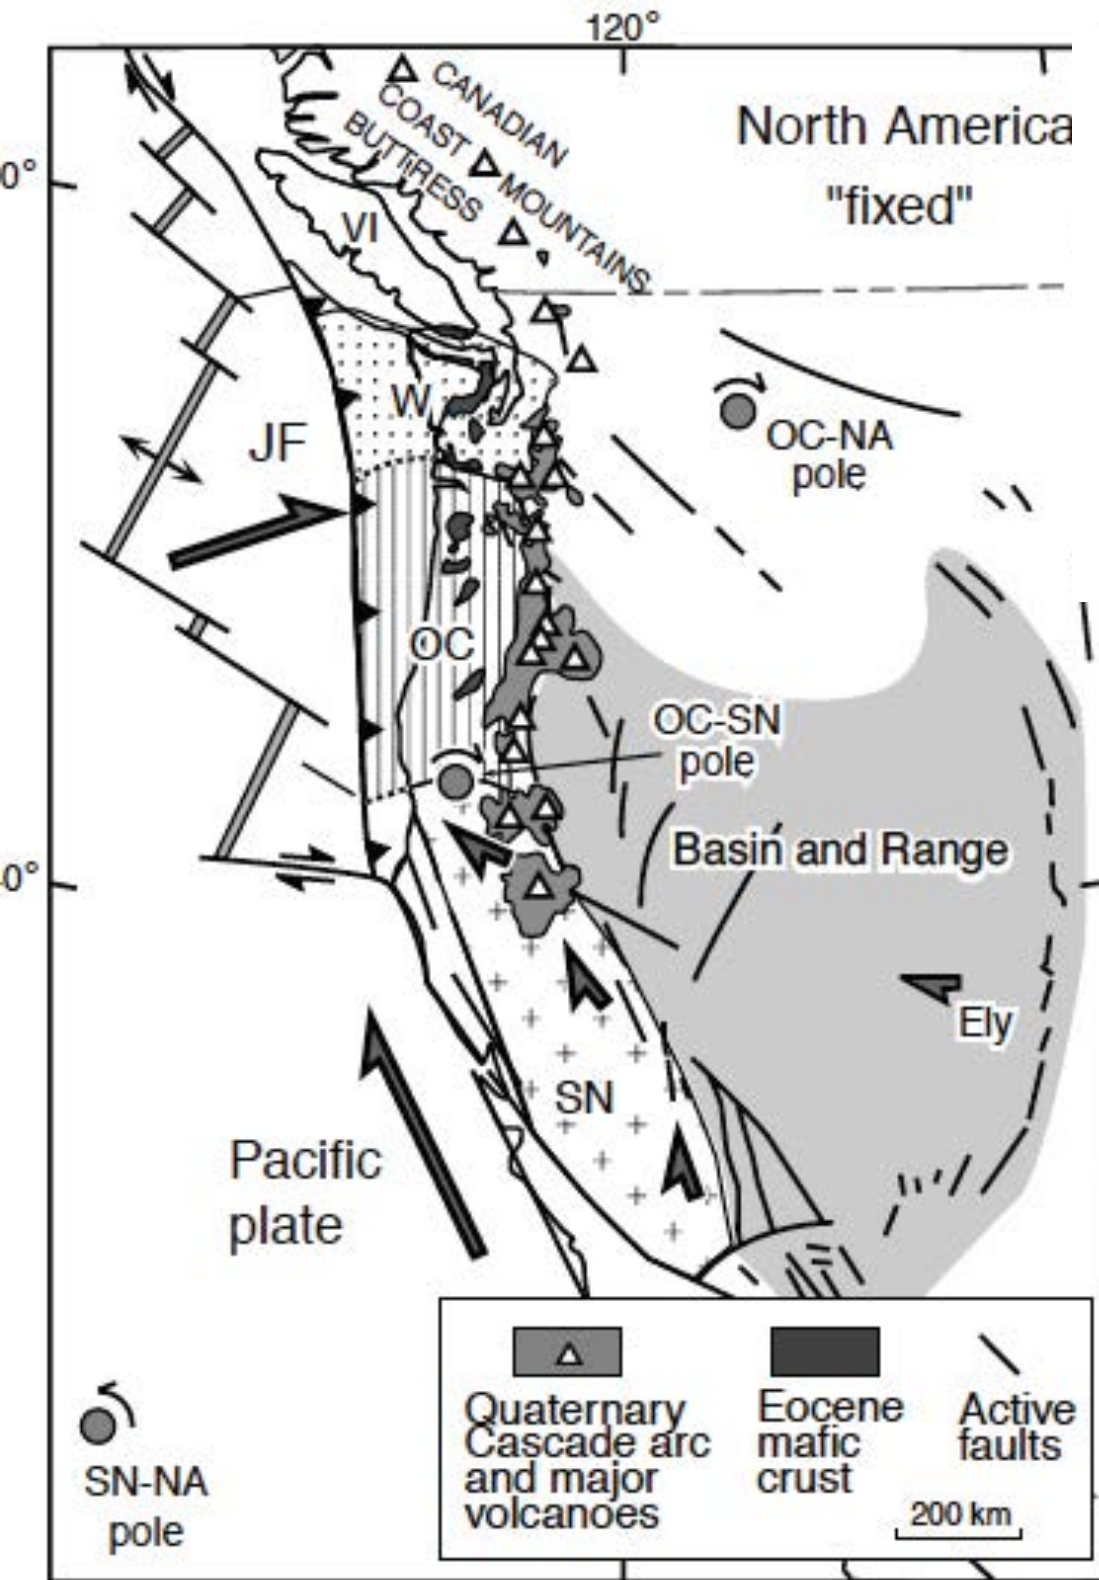 120°
CANADIAN
COAST MOUNTAINS
BUTTRESS
North America
"fixed"
0°
VI
W
JF
OC-NA
pole
OC
OC-SN
pole
Basin and Range
0°
Ely
SN
Pacific
plate
SN-NA
pole
Quaternary
Cascade arc
and major
volcanoes
Eocene
mafic
crust
Active
faults
200 km